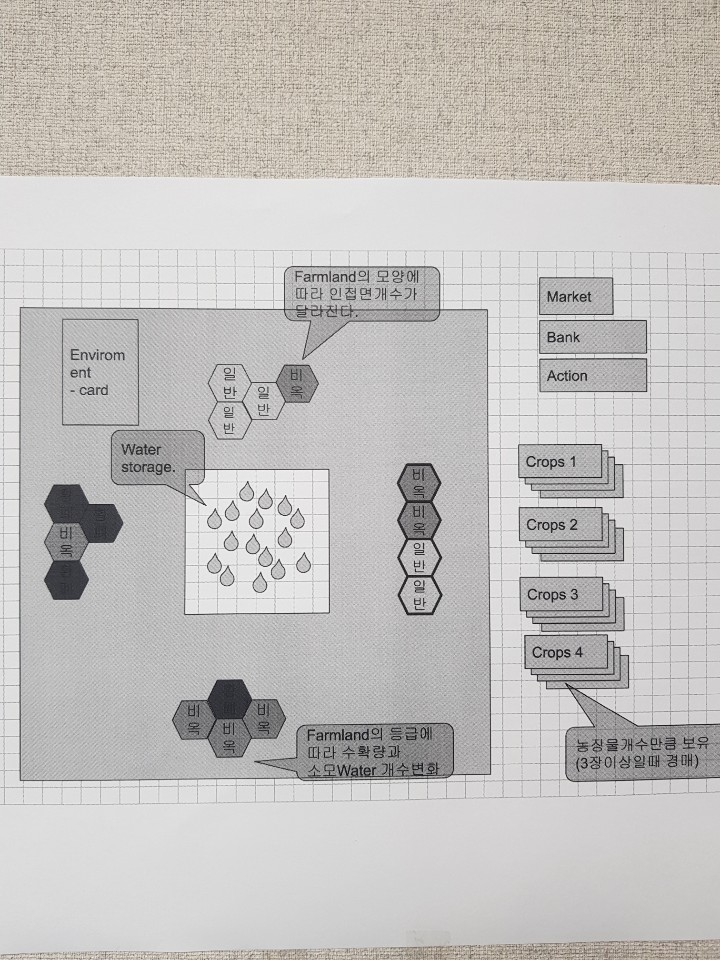 Farmland의 모양에
따라 인접면개수가
달라진다.
Market
Bank
Action
Envirom
ent
- card
일
반
일
반
일
반
비
옥
Water
storage.
비
옥
비
옥
비
옥
일
반
일
반
Crops 1
Crops 2
Crops 3
Crops 4
비
옥
비
옥
비
옥
Farmland의 등급에
따라 수확량과
소모Water 개수변화
농장물개수만큼 보유
(3장이상일때 경매)